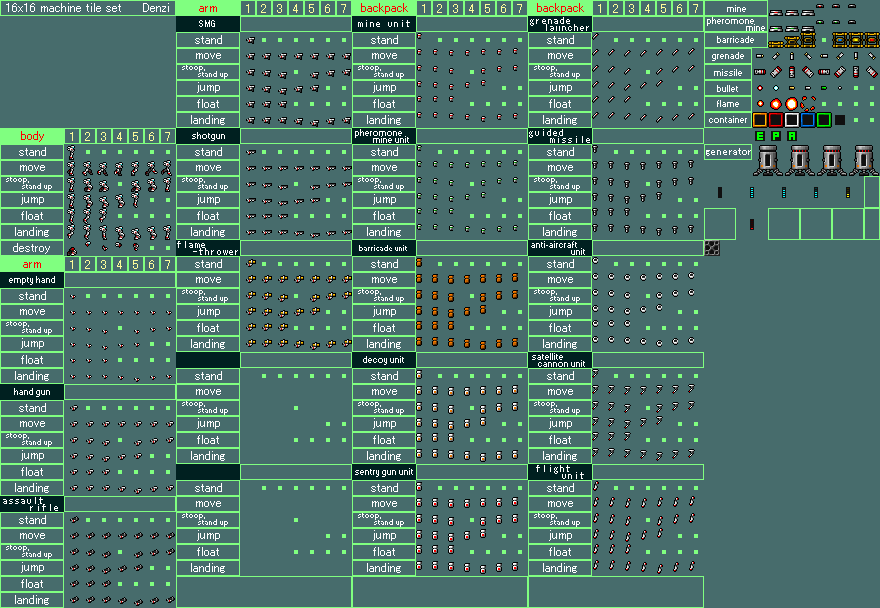 16x16 machine tile set Denzi
body 1 2 3 4 5 6 7
stand
move
stoop, stand up
jump
float
landing
destroy
arm 1 2 3 4 5 6 7
empty hand
stand
move
stoop, stand up
jump
float
landing
hand gun
stand
move
stoop, stand up
jump
float
landing
assault rifle
stand
move
stoop, stand up
jump
float
landing
arm 1 2 3 4 5 6 7
SMG
stand
move
stoop, stand up
jump
float
landing
shotgun
stand
move
stoop, stand up
jump
float
landing
flame -thrower
stand
move
stoop, stand up
jump
float
landing
stand
move
stoop, stand up
jump
float
landing
stand
move
stoop, stand up
jump
float
landing
backpack 1 2 3 4 5 6 7
mine unit
stand
move
stoop, stand up
jump
float
landing
pheromone mine unit
stand
move
stoop, stand up
jump
float
landing
barricade unit
stand
move
stoop, stand up
jump
float
landing
decoy unit
stand
move
stoop, stand up
jump
float
landing
sentry gun unit
stand
move
stoop, stand up
jump
float
landing
backpack 1 2 3 4 5 6 7
grenade launcher
stand
move
stoop, stand up
jump
float
landing
guided missile
stand
move
stoop, stand up
jump
float
landing
anti-aircraft unit
stand
move
stoop, stand up
jump
float
landing
satellite cannon unit
stand
move
stoop, stand up
jump
float
landing
flight unit
stand
move
stoop, stand up
jump
float
landing
mine
pheromone mine
barricade
grenade
missile
bullet
flame
container
E P A
generator